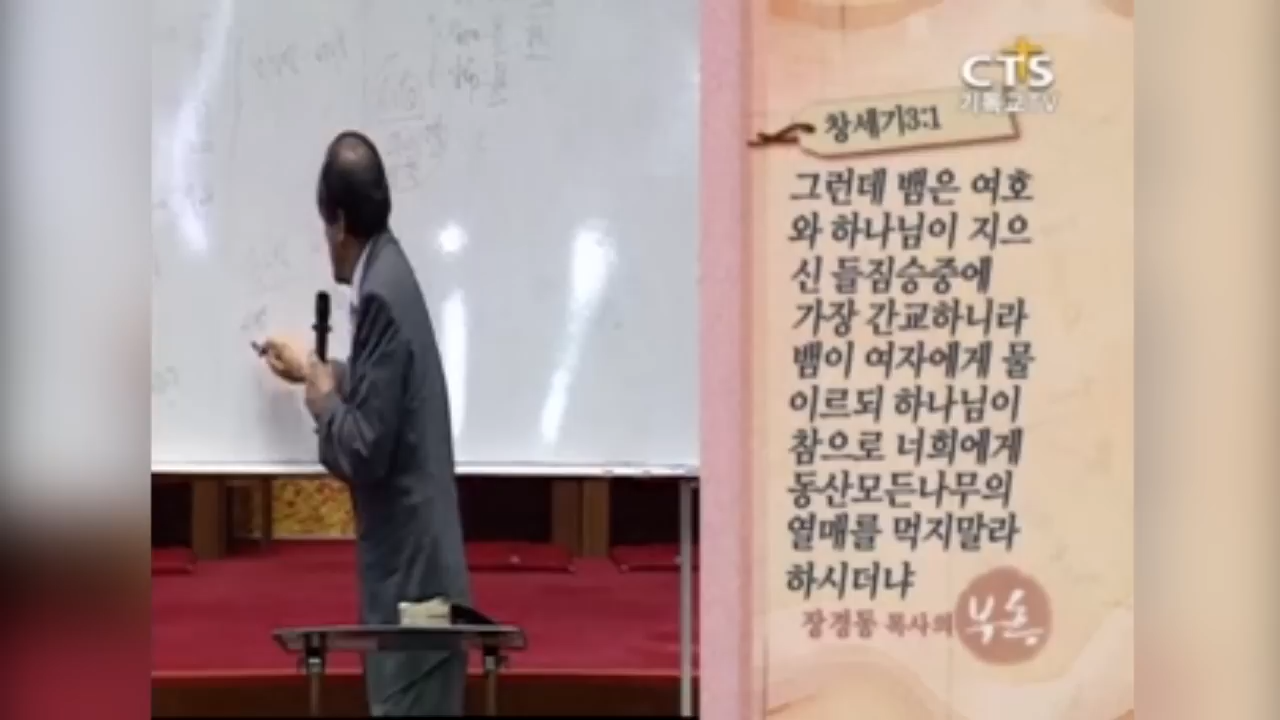 CTS
기독교TV
창세기3:1
그런데 뱀은 여호
와 하나님이 지으
신 들짐승중에
가장 간교하니라
뱀이 여자에게 물
이르되 하나님이
참으로 너희에게
동산모든나무의
열매를 먹지말라
하시더냐
장경동 목사의
부흥